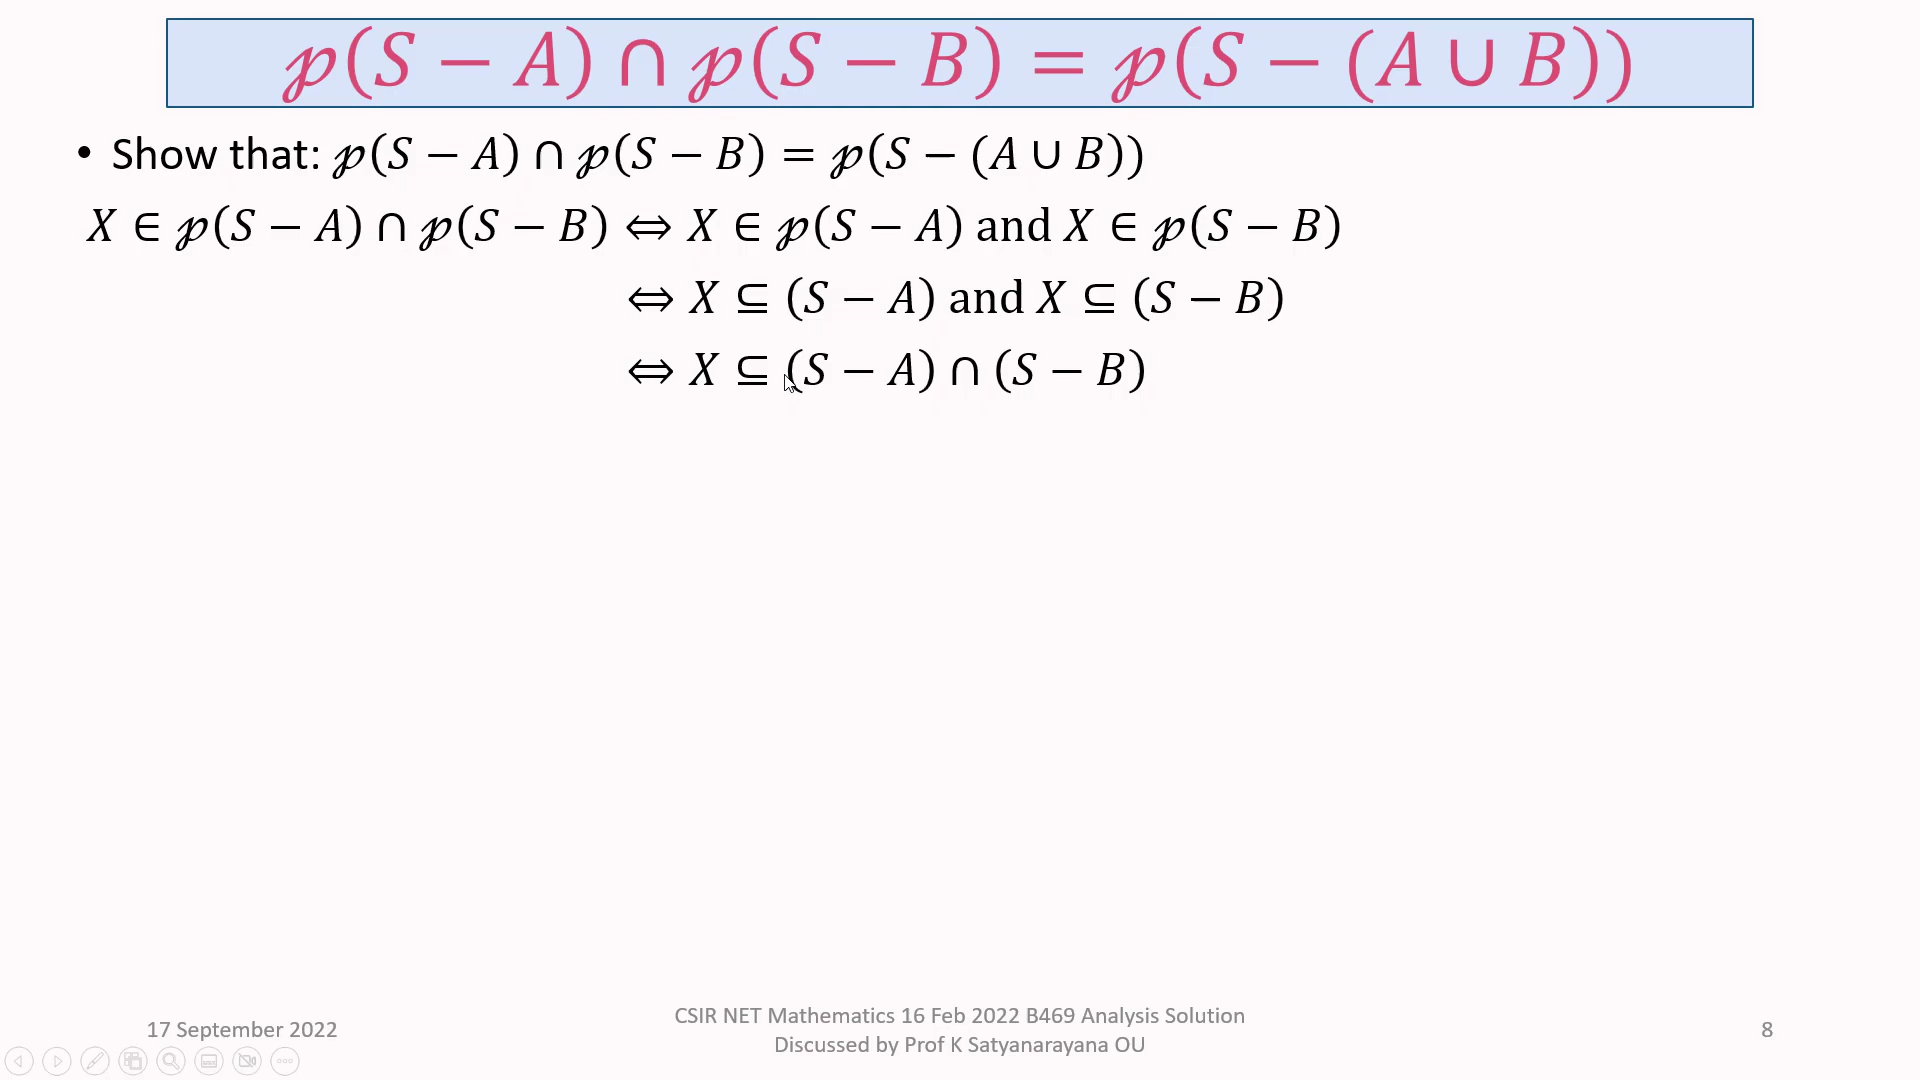 ℘(S − A) ∩ ℘(S − B) = ℘(S − (A ∪ B))
• Show that: ℘(S − A) ∩ ℘(S − B) = ℘(S − (A ∪ B))
X ∈ ℘(S − A) ∩ ℘(S − B) ⇔ X ∈ ℘(S − A) and X ∈ ℘(S − B)
⇔ X ⊆ (S − A) and X ⊆ (S − B)
⇔ X ⊆ (S − A) ∩ (S − B)
17 September 2022
CSIR NET Mathematics 16 Feb 2022 B469 Analysis Solution
Discussed by Prof K Satyanarayana OU
8